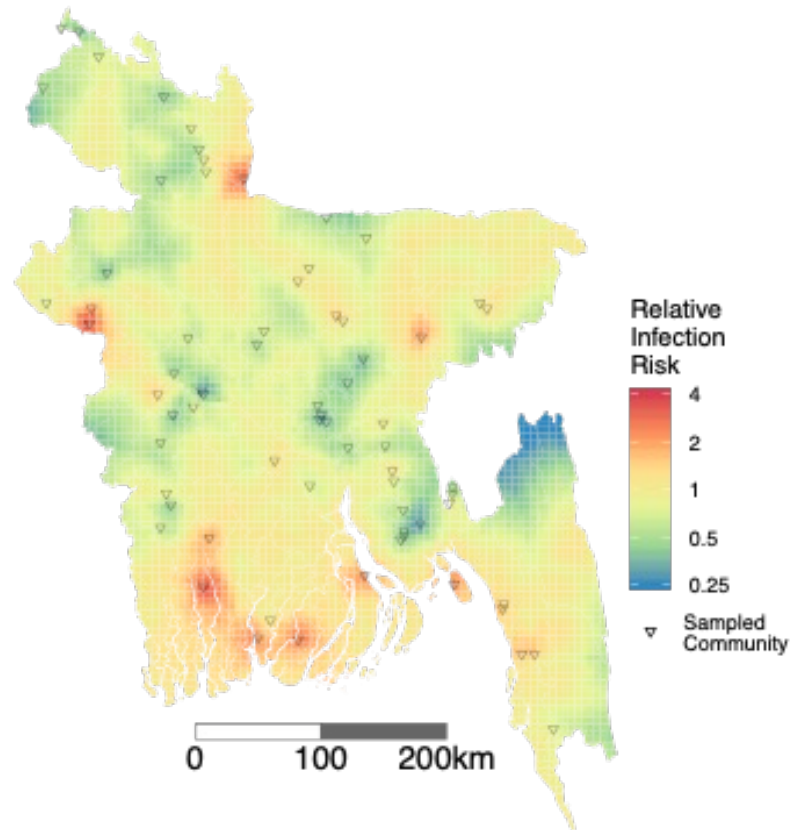 Relative
Infection
Risk
4
2
1
0.5
0.25
Sampled
Community
0 100 200km